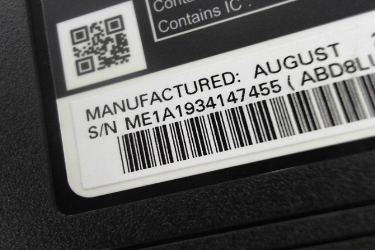 Contains IC :
MANUFACTURED: AUGUST
S/N ME1A1934147455 ( ABD8L